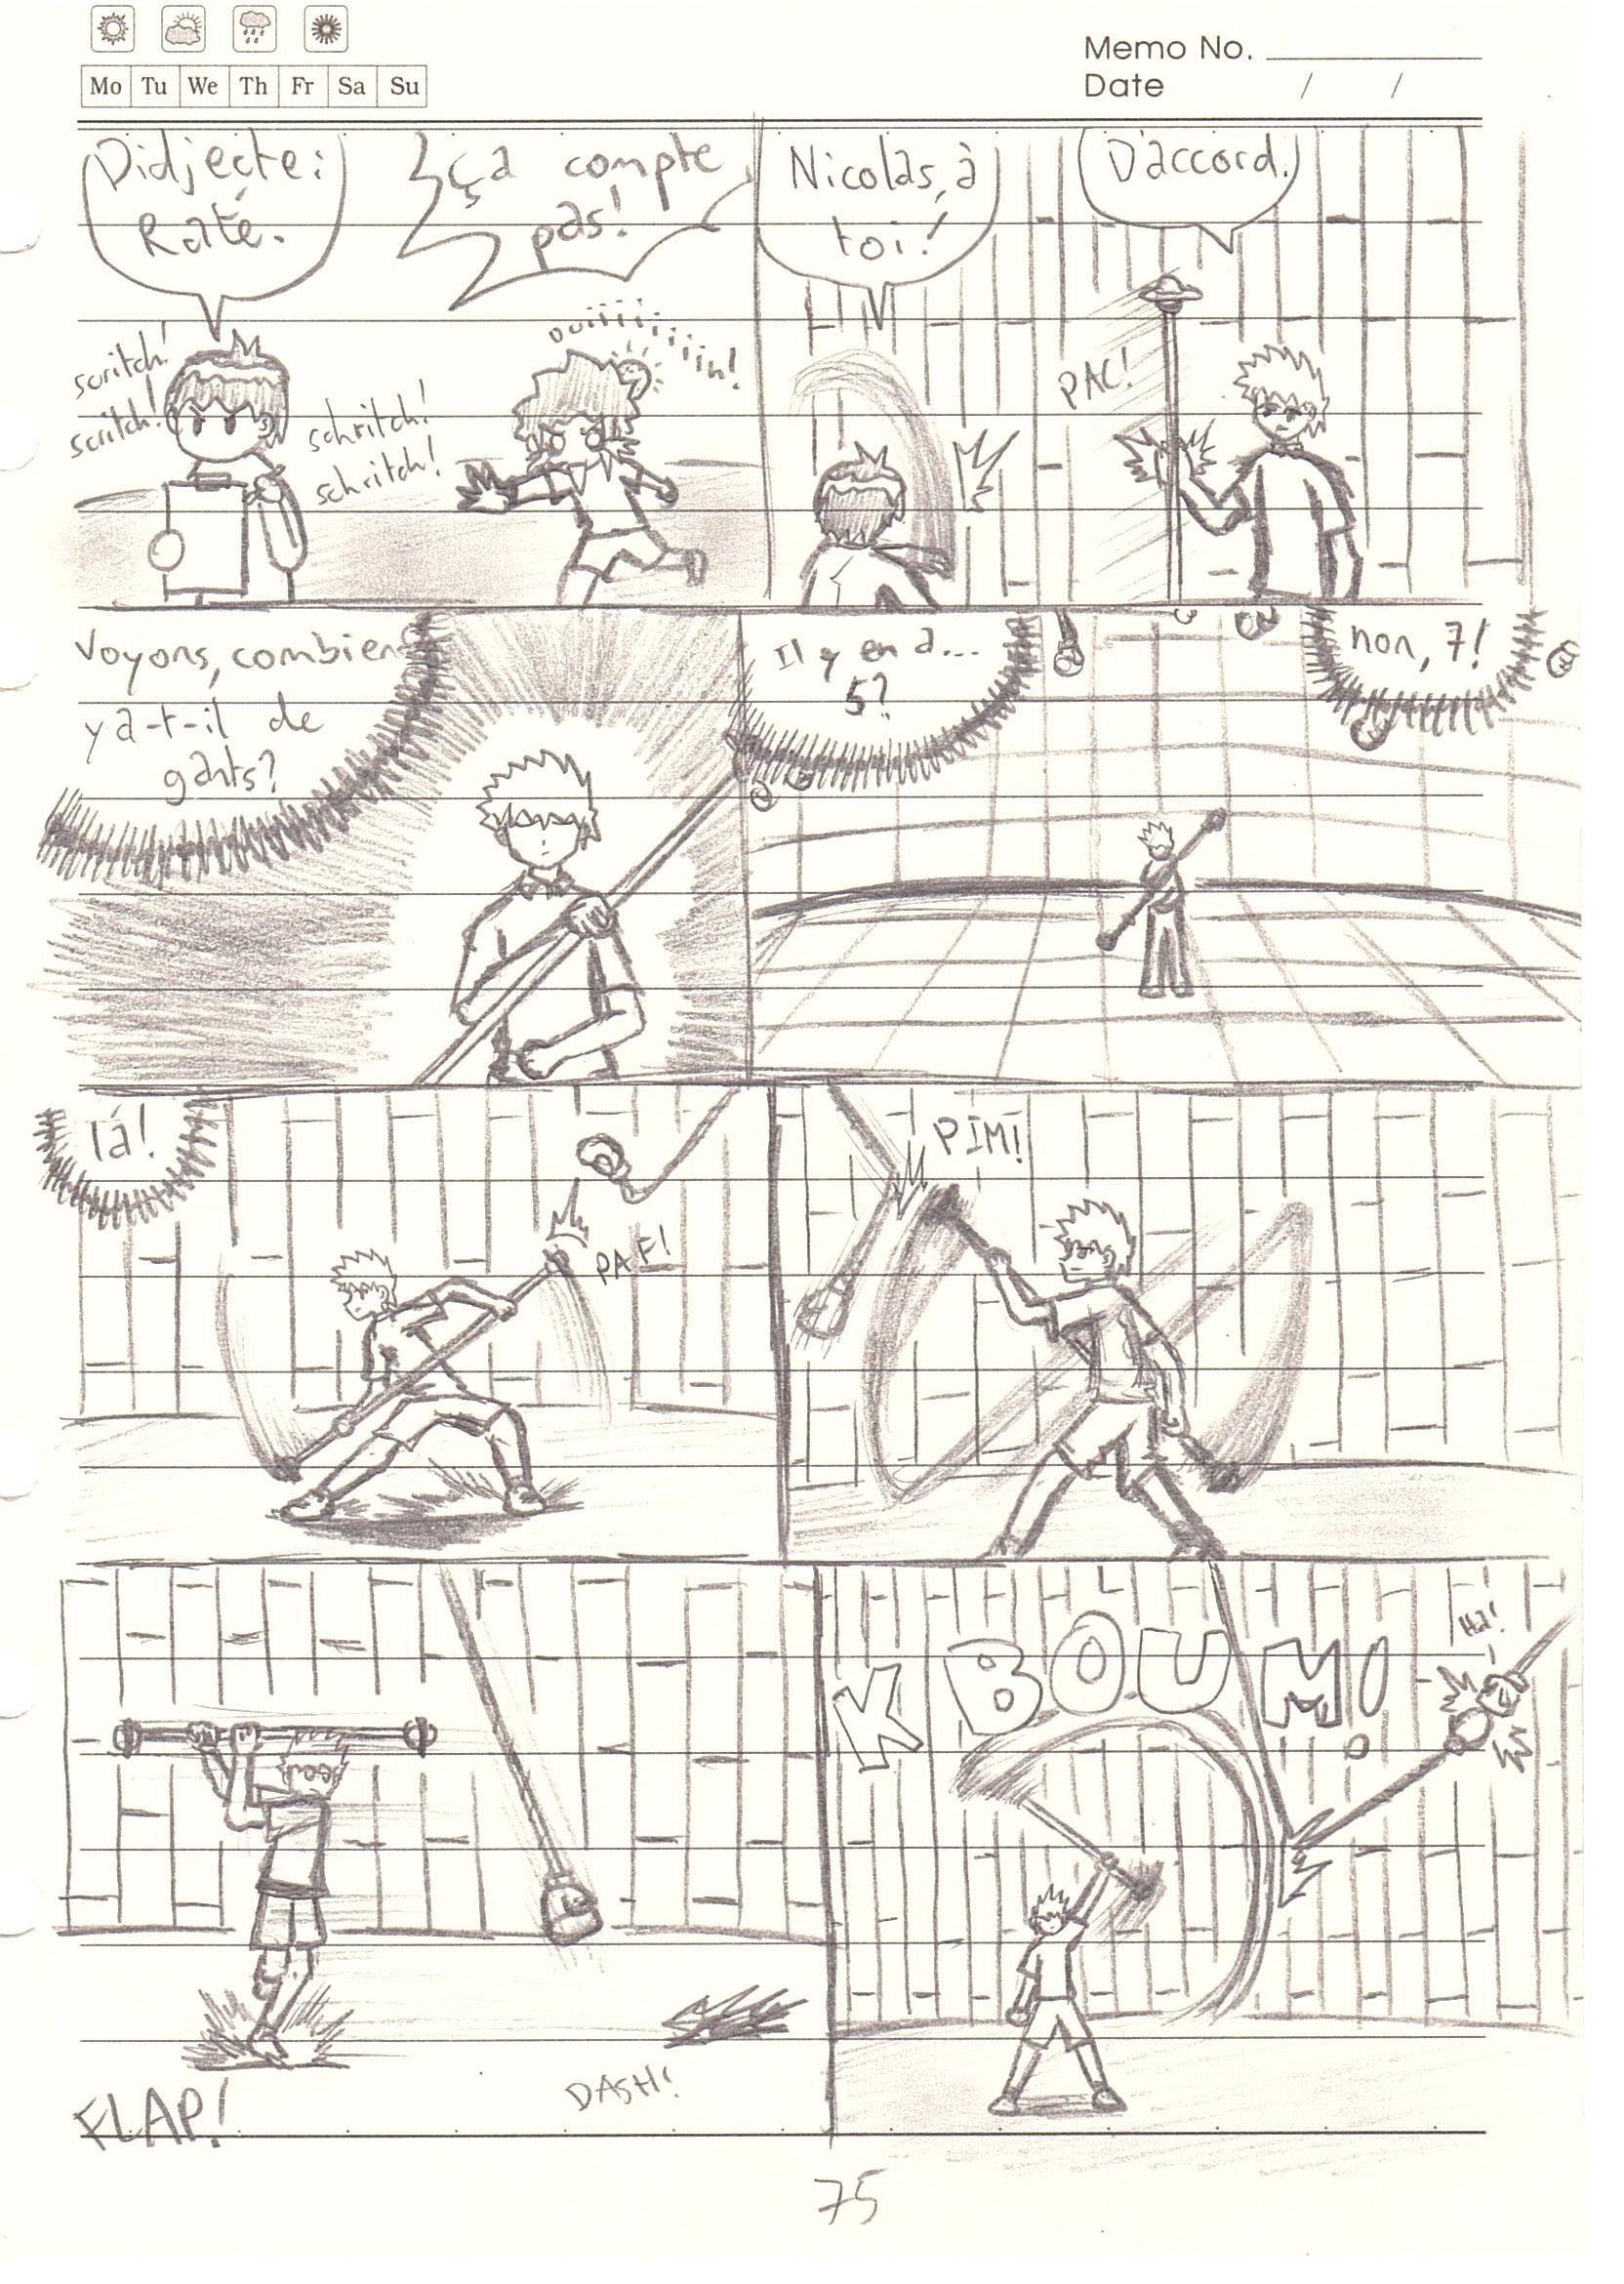 Memo No.
Date / /
Mo Tu We Th Fr Sa Su
Didjecte:
Raté.
ça compte
pas!
Nicolas, à
toi!
D'accord.
scritch!
scritch!
schritch!
schritch!
ouiiiiiiiiin!
PAC!
Voyons, combien
y a-t-il de
gants?
Il y en a...
5?
non, 7!
là!
PAF!
PIM!
FLAP!
DASH!
KBOUM!
Ha!
75